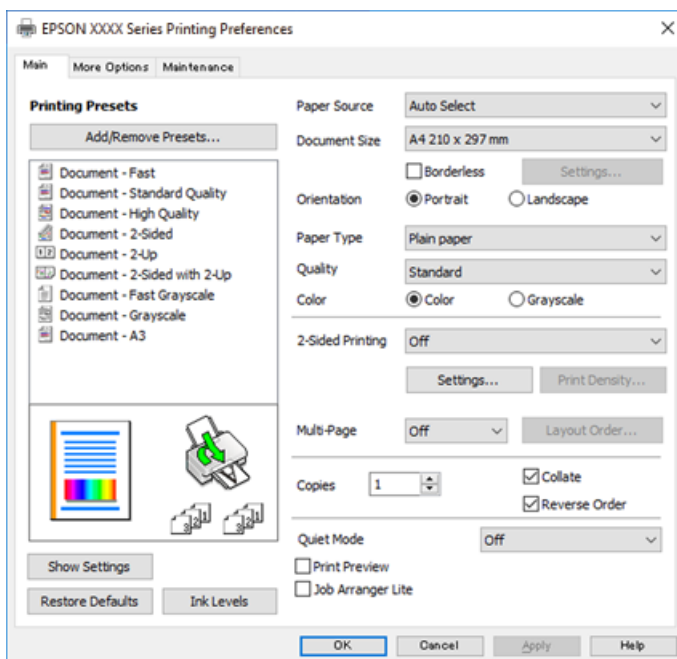 EPSON XXXX Series Printing Preferences
Main More Options Maintenance
Printing Presets
Add/Remove Presets...
Document - Fast
Document - Standard Quality
Document - High Quality
Document - 2-Sided
Document - 2-Up
Document - 2-Sided with 2-Up
Document - Fast Grayscale
Document - Grayscale
Document - A3
Show Settings
Restore Defaults Ink Levels
Paper Source Auto Select
Document Size A4 210 x 297 mm
Borderless Settings...
Orientation Portrait Landscape
Paper Type Plain paper
Quality Standard
Color Color Grayscale
2-Sided Printing Off
Settings... Print Density...
Multi-Page Off Layout Order...
Copies 1 Collate
Reverse Order
Quiet Mode Off
Print Preview
Job Arranger Lite
OK Cancel Apply Help